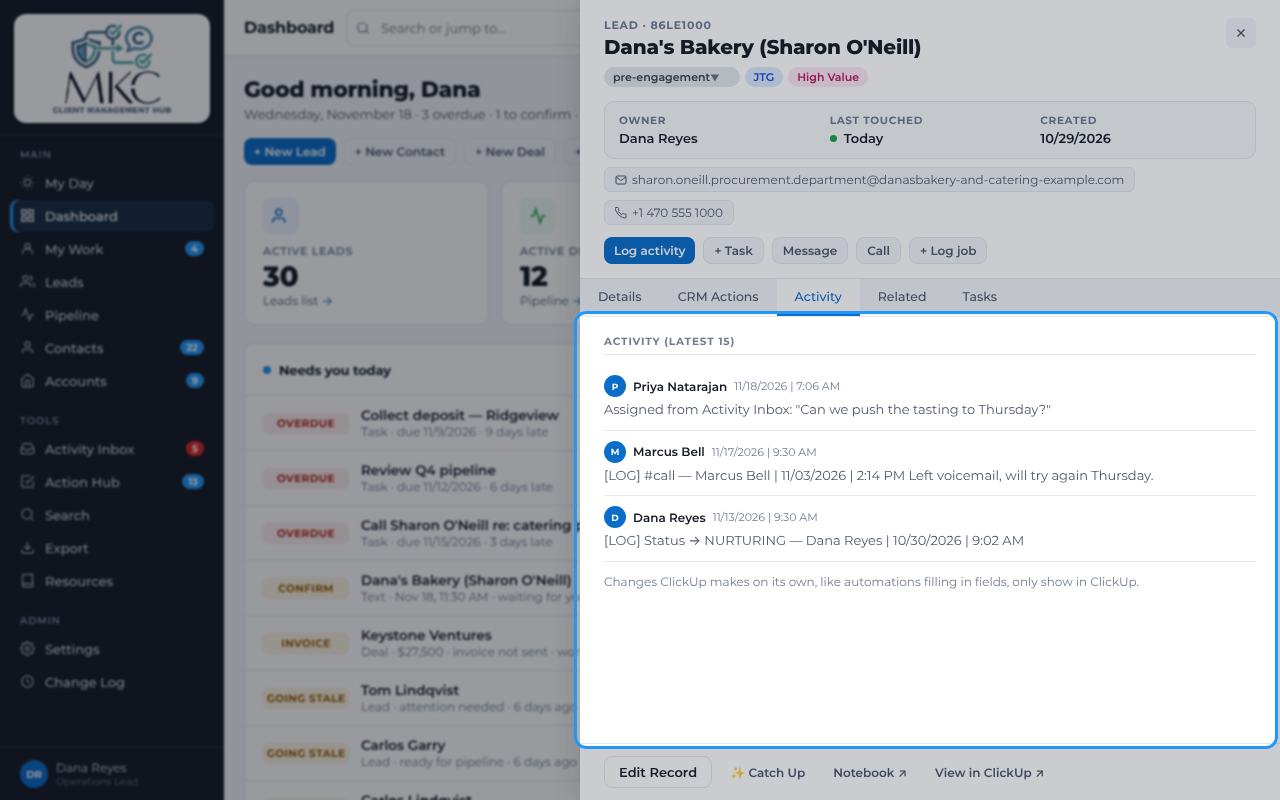 MKC
CLIENT MANAGEMENT HUB
MAIN
My Day
Dashboard
My Work 4
Leads
Pipeline
Contacts 22
Accounts 9
TOOLS
Activity Inbox 5
Action Hub 13
Search
Export
Resources
ADMIN
Settings
Change Log
DR Dana Reyes
Operations Lead
Dashboard
Search or jump to...
Good morning, Dana
Wednesday, November 18 · 3 overdue · 1 to confirm ·
+ New Lead + New Contact + New Deal +
ACTIVE LEADS
30
Leads list →
12
Pipeline
Needs you today
OVERDUE Collect deposit — Ridgeview
Task · due 11/9/2026 · 9 days late
OVERDUE Review Q4 pipeline
Task · due 11/12/2026 · 6 days late
OVERDUE Call Sharon O'Neill re: catering
Task · due 11/15/2026 · 3 days late
CONFIRM Dana's Bakery (Sharon O'Neill)
Text · Nov 18, 11:30 AM · waiting for
INVOICE Keystone Ventures
Deal · $27,500 · invoice not sent ·
GOING STALE Tom Lindqvist
Lead · attention needed · 6 days ago
GOING STALE Carlos Garry
Lead · ready for pipeline · 6 days ago
Carlos Lindqvist
LEAD · 86LE1000
Dana's Bakery (Sharon O'Neill)
×
pre-engagement▼ JTG High Value
OWNER LAST TOUCHED CREATED
Dana Reyes Today 10/29/2026
sharon.oneill.procurement.department@danasbakery-and-catering-example.com
+1 470 555 1000
Log activity + Task Message Call + Log job
Details CRM Actions Activity Related Tasks
ACTIVITY (LATEST 15)
P Priya Natarajan 11/18/2026 | 7:06 AM
Assigned from Activity Inbox: "Can we push the tasting to Thursday?"
M Marcus Bell 11/17/2026 | 9:30 AM
[LOG] #call — Marcus Bell | 11/03/2026 | 2:14 PM Left voicemail, will try again Thursday.
D Dana Reyes 11/13/2026 | 9:30 AM
[LOG] Status → NURTURING — Dana Reyes | 10/30/2026 | 9:02 AM
Changes ClickUp makes on its own, like automations filling in fields, only show in ClickUp.
Edit Record ✨ Catch Up Notebook ↗ View in ClickUp ↗